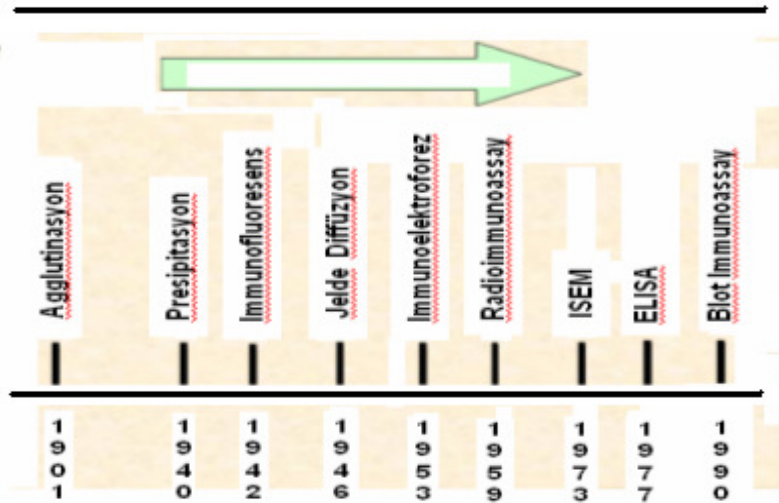 Agglutinasyon
Presipitasyon
Immunofluoresens
Jelde Diffüzyon
Immunoelektroforez
Radioimmunoassay
ISEM
ELISA
Blot Immunoassay
1901
1940
1942
1946
1953
1959
1973
1977
1990